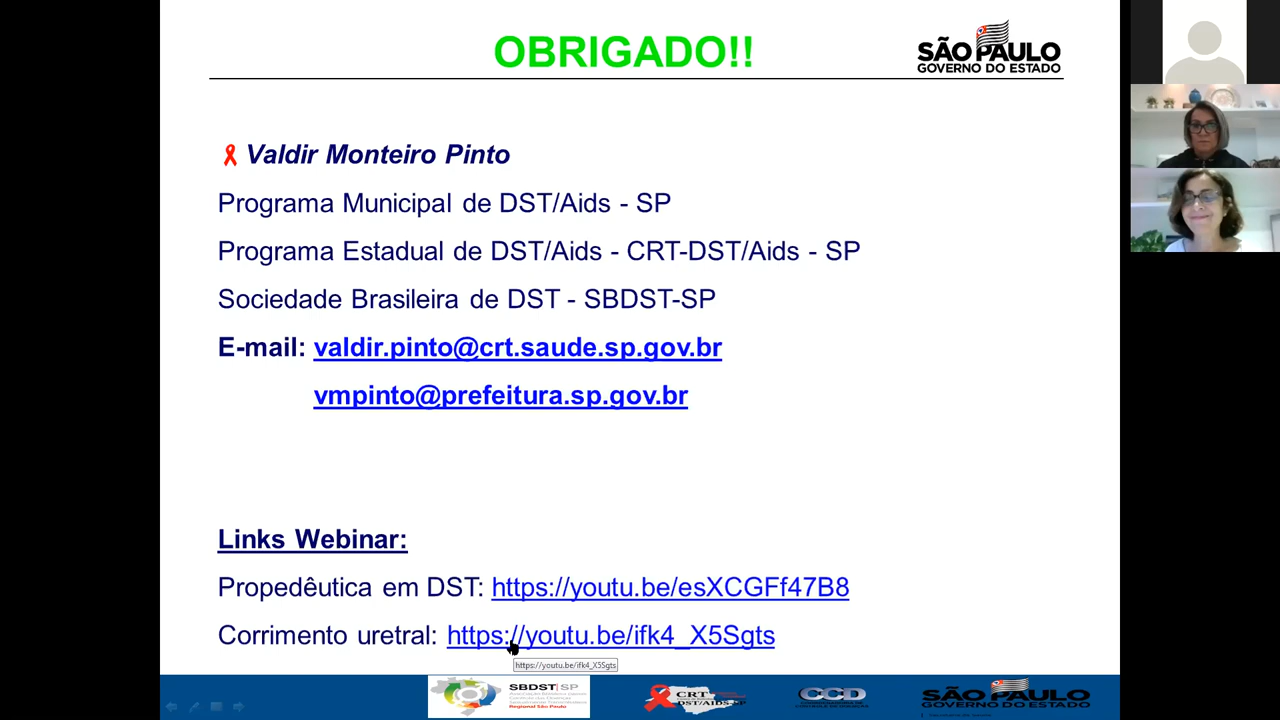 OBRIGADO!!
SÃO PAULO
GOVERNO DO ESTADO
Valdir Monteiro Pinto
Programa Municipal de DST/Aids - SP
Programa Estadual de DST/Aids - CRT-DST/Aids - SP
Sociedade Brasileira de DST - SBDST-SP
E-mail: valdir.pinto@crt.saude.sp.gov.br
vmpinto@prefeitura.sp.gov.br
Links Webinar:
Propedêutica em DST: https://youtu.be/esXCGFf47B8
Corrimento uretral: https://youtu.be/ifk4_X5Sgts
https://youtu.be/ifk4_X5Sgts
SBDST|SP
Regional São Paulo
CRT
DST/AIDS-SP
CCD
SÃO PAULO
GOVERNO DO ESTADO